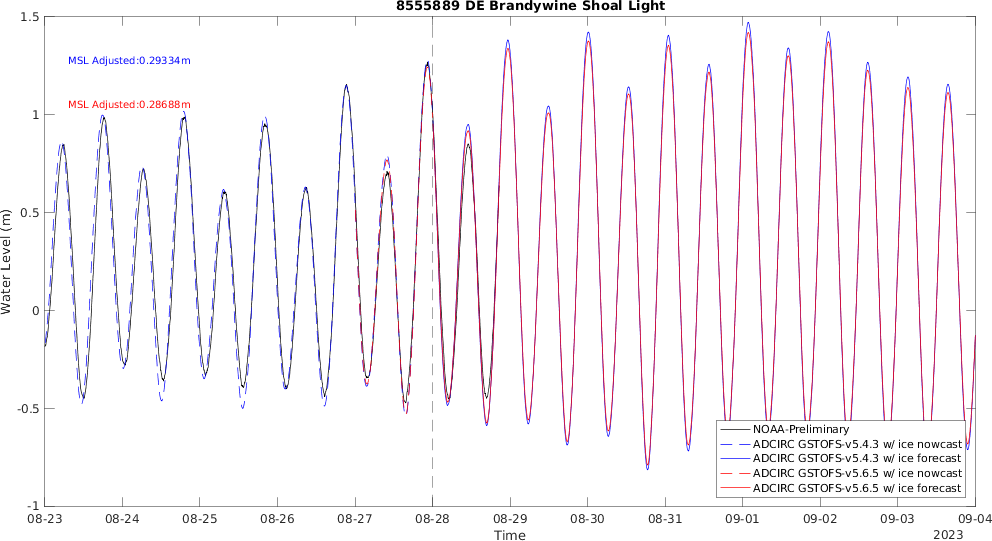 8555889 DE Brandywine Shoal Light
MSL Adjusted:0.29334m
MSL Adjusted:0.28688m
Water Level (m)
1.5
1
0.5
0
-0.5
-1
NOAA-Preliminary
ADCIRC GSTOFS-v5.4.3 w/ ice nowcast
ADCIRC GSTOFS-v5.4.3 w/ ice forecast
ADCIRC GSTOFS-v5.6.5 w/ ice nowcast
ADCIRC GSTOFS-v5.6.5 w/ ice forecast
08-23 08-24 08-25 08-26 08-27 08-28 08-29 08-30 08-31 09-01 09-02 09-03 09-04
Time
2023